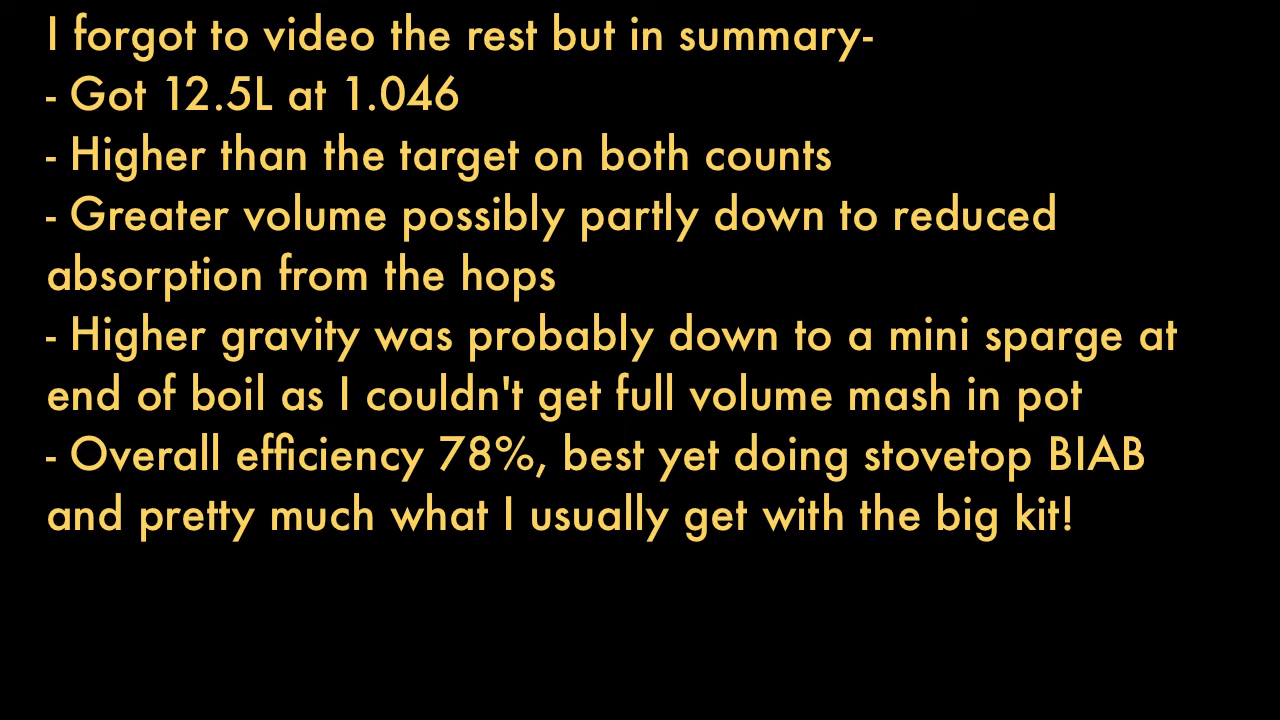 I forgot to video the rest but in summary-
- Got 12.5L at 1.046
- Higher than the target on both counts
- Greater volume possibly partly down to reduced
absorption from the hops
- Higher gravity was probably down to a mini sparge at
end of boil as I couldn't get full volume mash in pot
- Overall efficiency 78%, best yet doing stovetop BIAB
and pretty much what I usually get with the big kit!